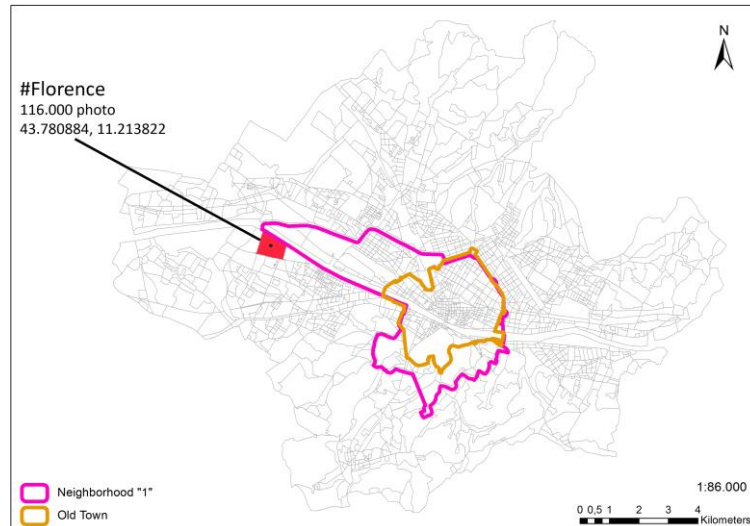 N
#Florence
116.000 photo
43.780884, 11.213822
1:86.000
Neighborhood "1"
Old Town
0 0,5 1 2 3 4
Kilometers